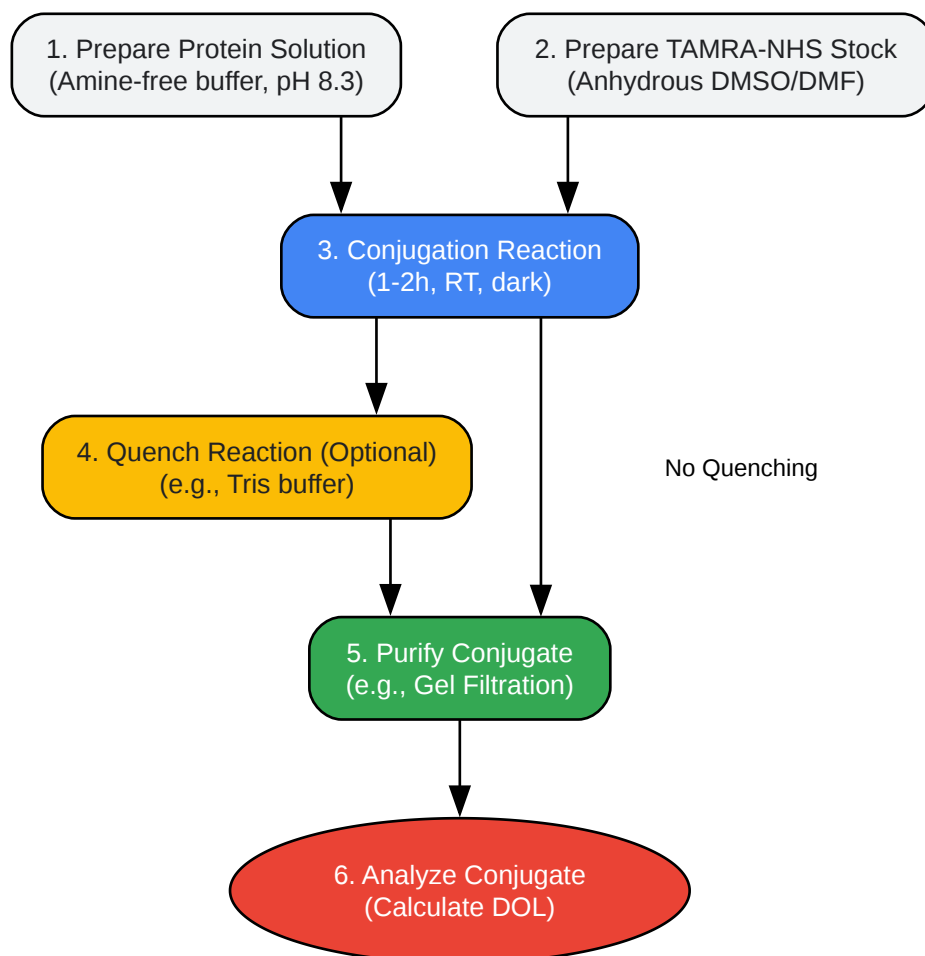 1. Prepare Protein Solution
(Amine-free buffer, pH 8.3)
2. Prepare TAMRA-NHS Stock
(Anhydrous DMSO/DMF)
3. Conjugation Reaction
(1-2h, RT, dark)
4. Quench Reaction (Optional)
(e.g., Tris buffer)
No Quenching
5. Purify Conjugate
(e.g., Gel Filtration)
6. Analyze Conjugate
(Calculate DOL)